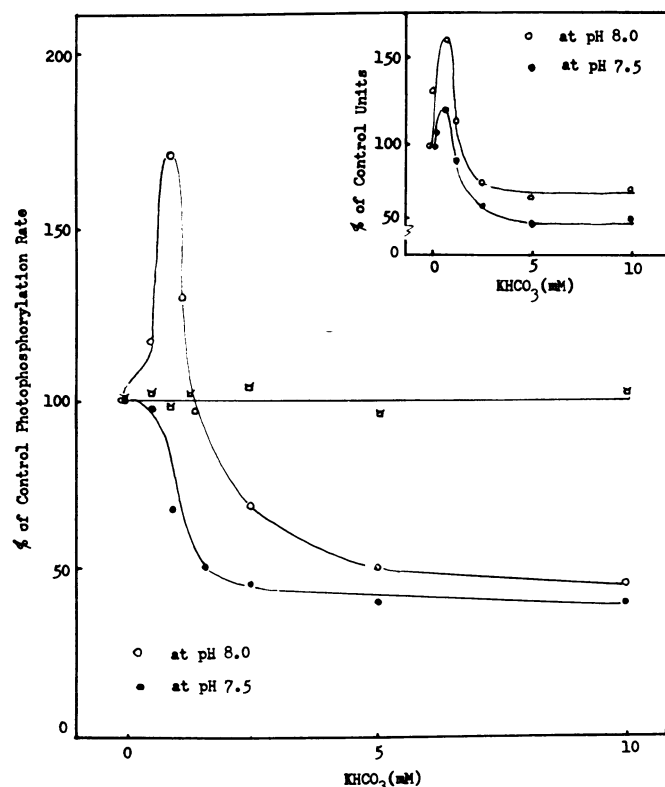 200
150
100
50
0
% of Control Photophosphorylation Rate
0
5
10
KHCO₃(mM)
at pH 8.0
at pH 7.5
150
100
50
0
% of Control Units
0
5
10
KHCO₃(mM)
at pH 8.0
at pH 7.5